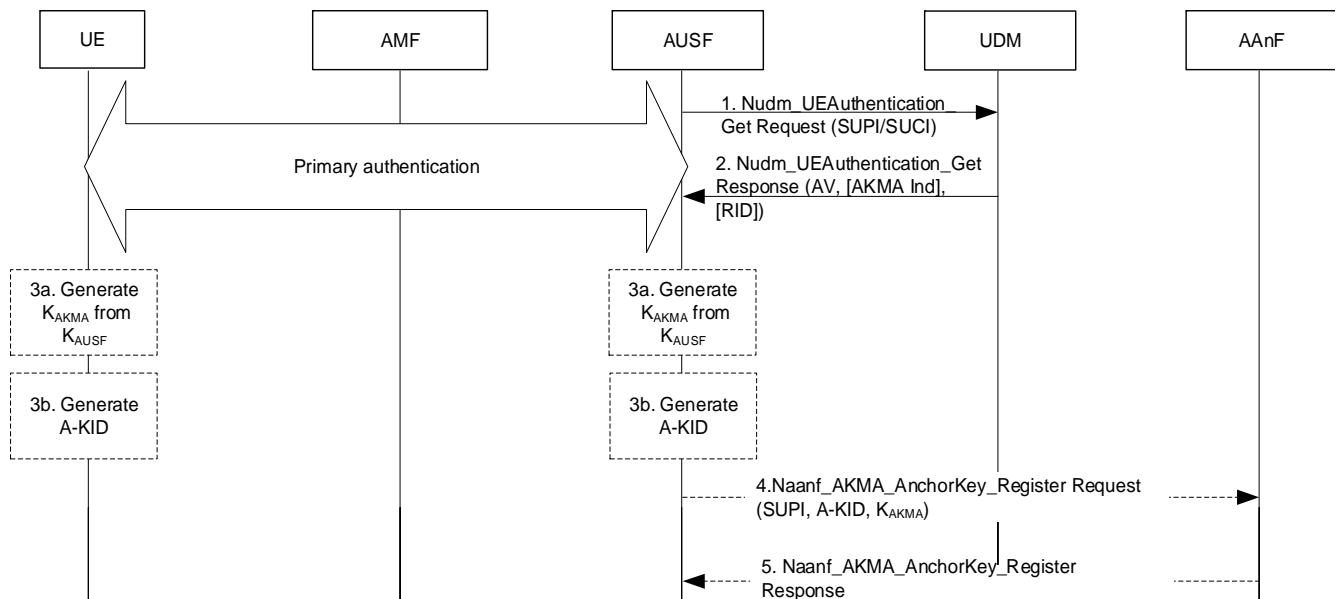 UE
AMF
AUSF
UDM
AAnF
1. Nudm_UEAuthentication_
Get Request (SUPI/SUCI)
Primary authentication
2. Nudm_UEAuthentication_Get
Response (AV, [AKMA Ind],
[RID])
3a. Generate
KAKMA from
KAUSF
3a. Generate
KAKMA from
KAUSF
3b. Generate
A-KID
3b. Generate
A-KID
4.Naanf_AKMA_AnchorKey_Register Request
(SUPI, A-KID, KAKMA)
5. Naanf_AKMA_AnchorKey_Register
Response